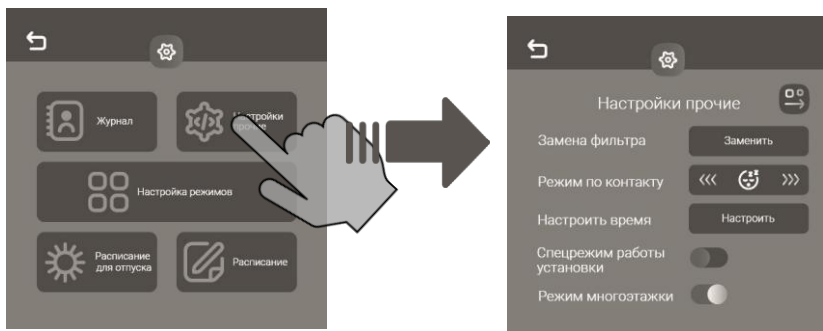 Журнал
Настройки
прочие
Настройка режимов
Расписание
для отпуска
Расписание
Настройки прочие
Замена фильтра
Заменить
Режим по контакту
<<<
>>>
Настроить время
Настроить
Спецрежим работы
установки
Режим многоэтажки